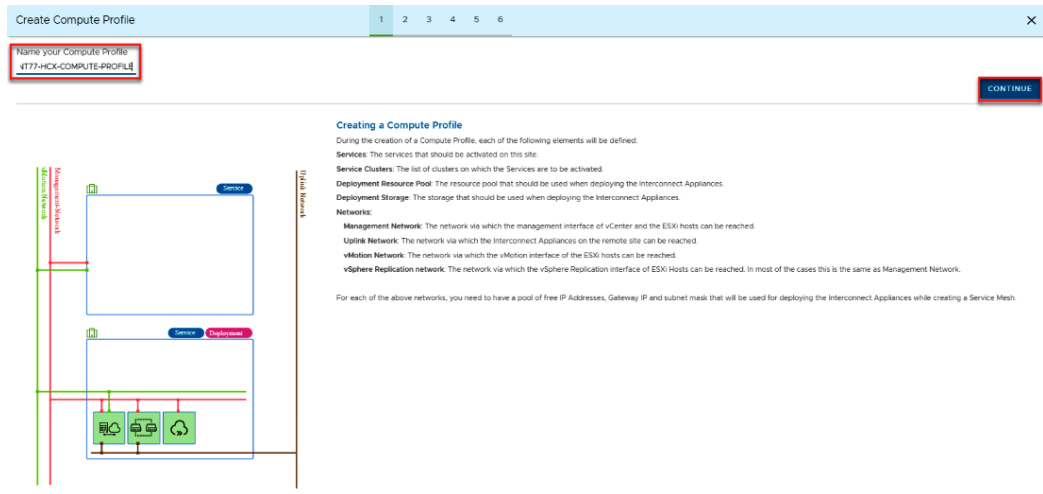 Create Compute Profile
1 2 3 4 5 6
Name your Compute Profile
NT77-HCX-COMPUTE-PROFILE
CONTINUE
Creating a Compute Profile
During the creation of a Compute Profile, each of the following elements will be defined:
Services: The services that should be activated on this site.
Service Clusters: The list of clusters on which the Services are to be activated.
Deployment Resource Pool: The resource pool that should be used when deploying the Interconnect Appliances.
Deployment Storage: The storage that should be used when deploying the Interconnect Appliances.
Networks:
Management Network: The network via which the management interface of vCenter and the ESXi hosts can be reached.
Uplink Network: The network via which the Interconnect Appliances on the remote site can be reached.
vMotion Network: The network via which the vMotion interface of the ESXi hosts can be reached.
vSphere Replication network: The network via which the vSphere Replication interface of ESXi Hosts can be reached. In most of the cases this is the same as Management Network.
For each of the above networks, you need to have a pool of free IP Addresses, Gateway IP and subnet mask that will be used for deploying the Interconnect Appliances while creating a Service Mesh.
vMotion Network
Management-Network
Service
Uplink Network
Service Deployment